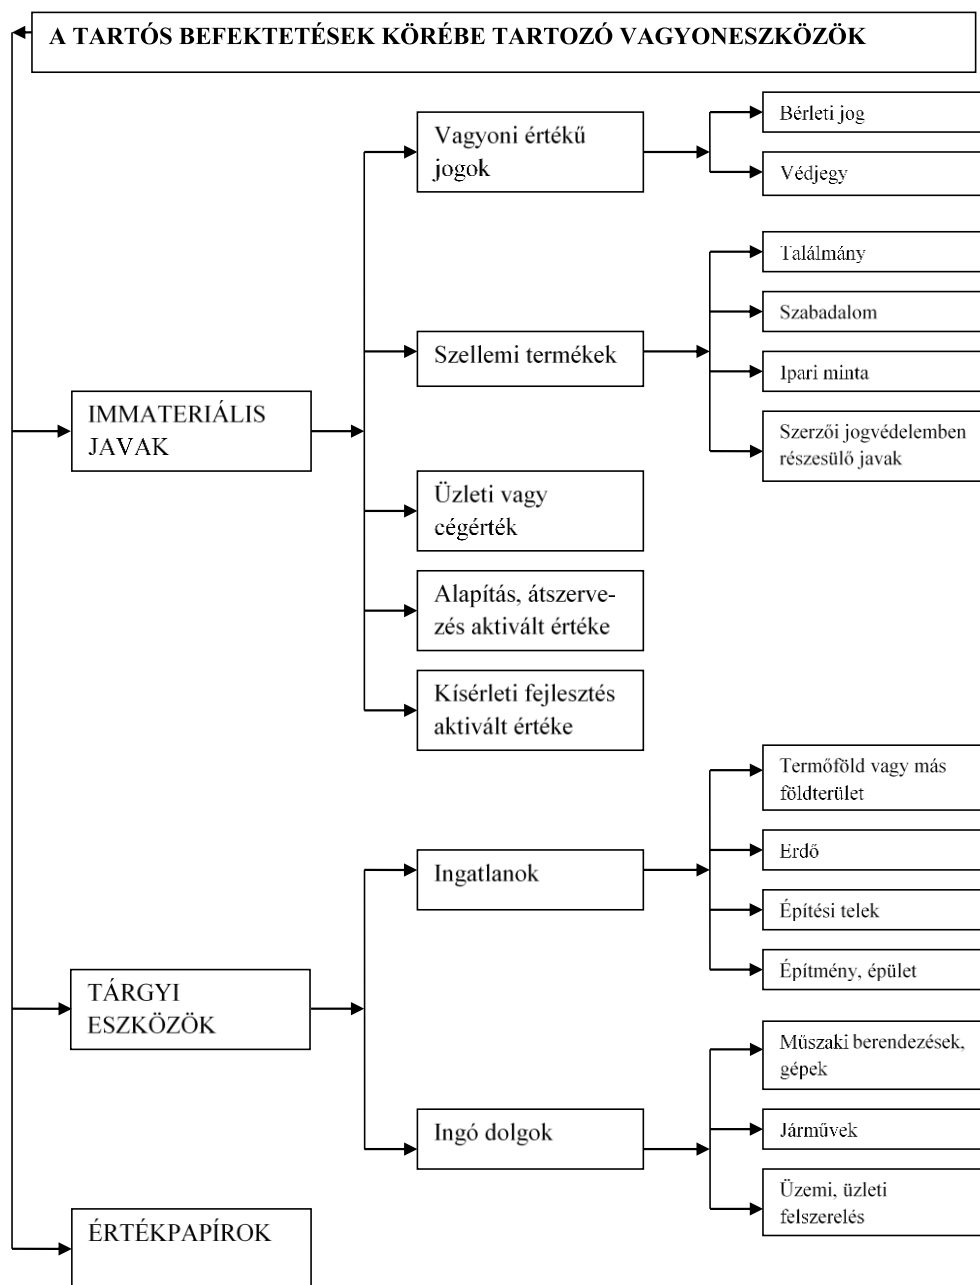 A TARTÓS BEFEKTETÉSEK KÖRÉBE TARTOZÓ VAGYONESZKÖZÖK
IMMATERIÁLIS
JAVAK
Vagyoni értékű
jogok
Bérleti jog
Védjegy
Szellemi termékek
Találmány
Szabadalom
Ipari minta
Szerzői jogvédelemben
részesülő javak
Üzleti vagy
cégérték
Alapítás, átszerve-
zés aktivált értéke
Kísérleti fejlesztés
aktivált értéke
TÁRGYI
ESZKÖZÖK
Ingatlanok
Termőföld vagy más
földterület
Erdő
Építési telek
Építmény, épület
Ingó dolgok
Műszaki berendezések,
gépek
Járművek
Üzemi, üzleti
felszerelés
ÉRTÉKPAPÍROK